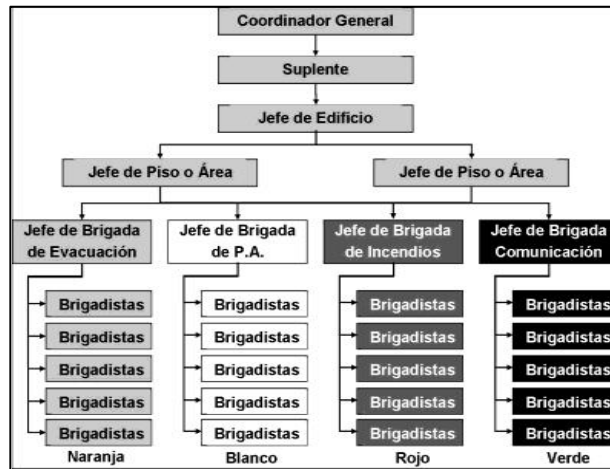 Coordinador General
Suplente
Jefe de Edificio
Jefe de Piso o Área
Jefe de Piso o Área
Jefe de Brigada
de Evacuación
Jefe de Brigada
de P.A.
Jefe de Brigada
de Incendios
Jefe de Brigada
Comunicación
Brigadistas
Brigadistas
Brigadistas
Brigadistas
Brigadistas
Naranja
Brigadistas
Brigadistas
Brigadistas
Brigadistas
Brigadistas
Blanco
Brigadistas
Brigadistas
Brigadistas
Brigadistas
Brigadistas
Rojo
Brigadistas
Brigadistas
Brigadistas
Brigadistas
Brigadistas
Verde